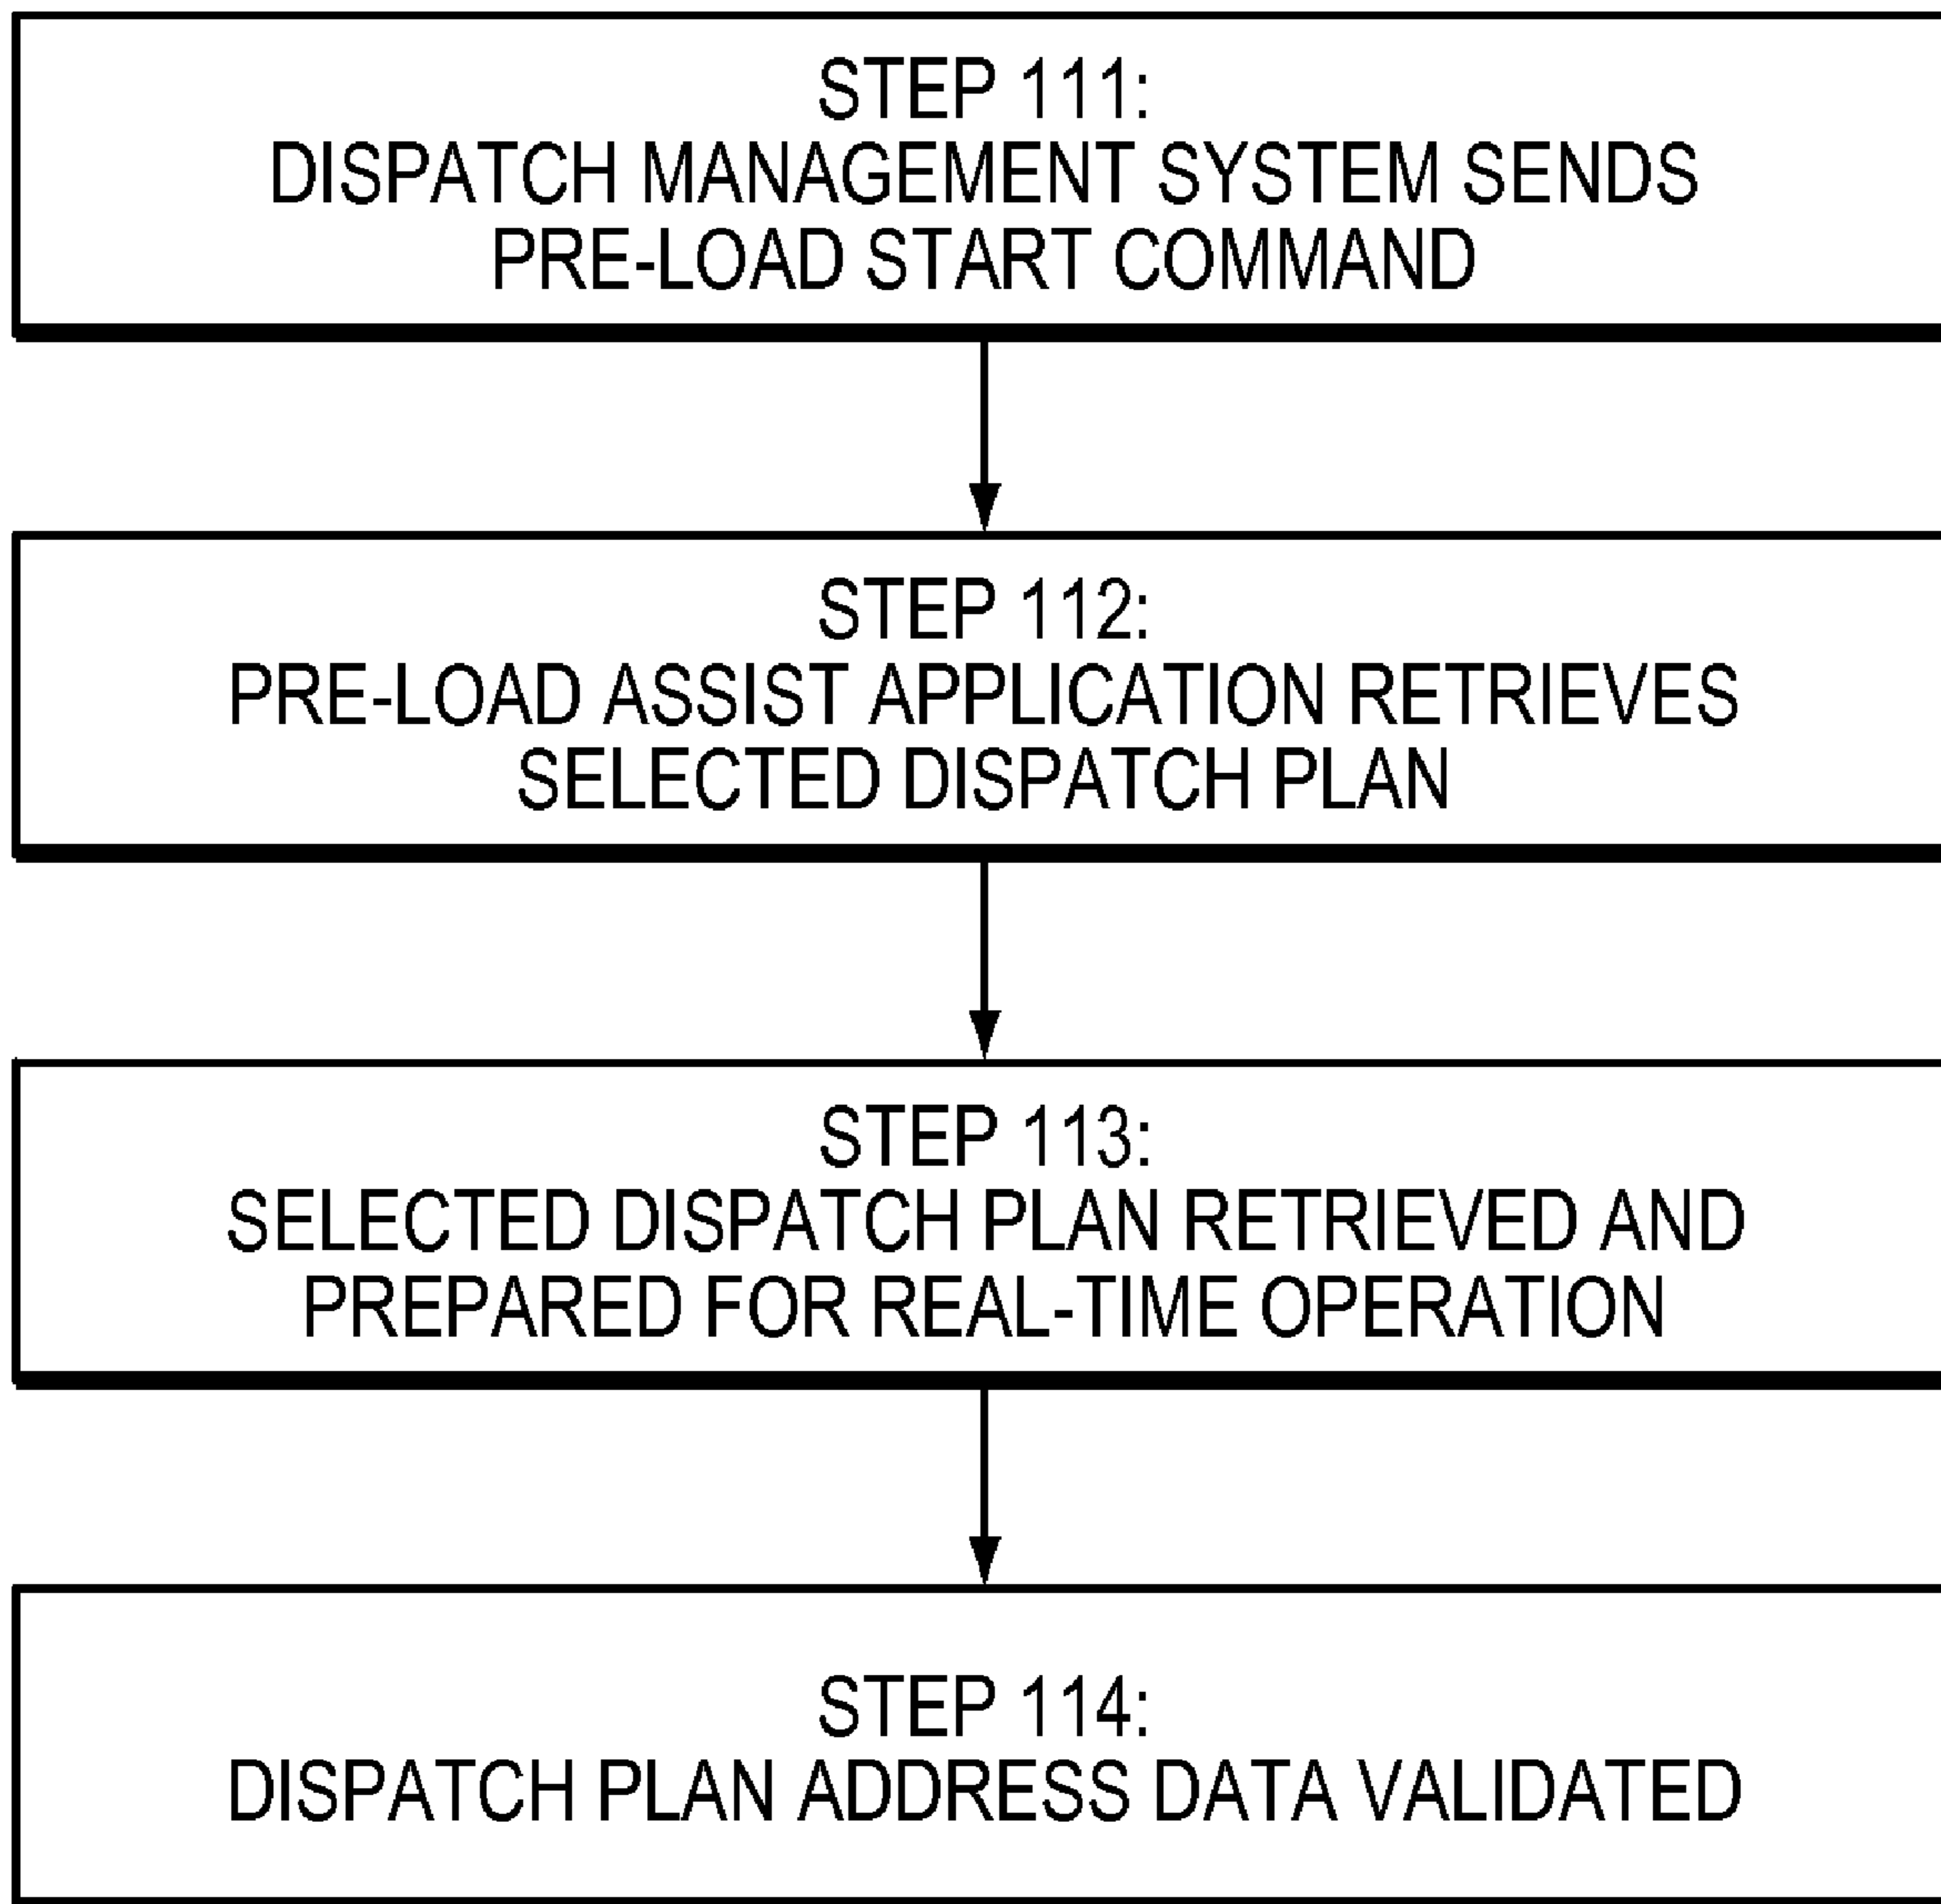 STEP 111:
DISPATCH MANAGEMENT SYSTEM SENDS
PRE-LOAD START COMMAND
STEP 112:
PRE-LOAD ASSIST APPLICATION RETRIEVES
SELECTED DISPATCH PLAN
STEP 113:
SELECTED DISPATCH PLAN RETRIEVED AND
PREPARED FOR REAL-TIME OPERATION
STEP 114:
DISPATCH PLAN ADDRESS DATA VALIDATED